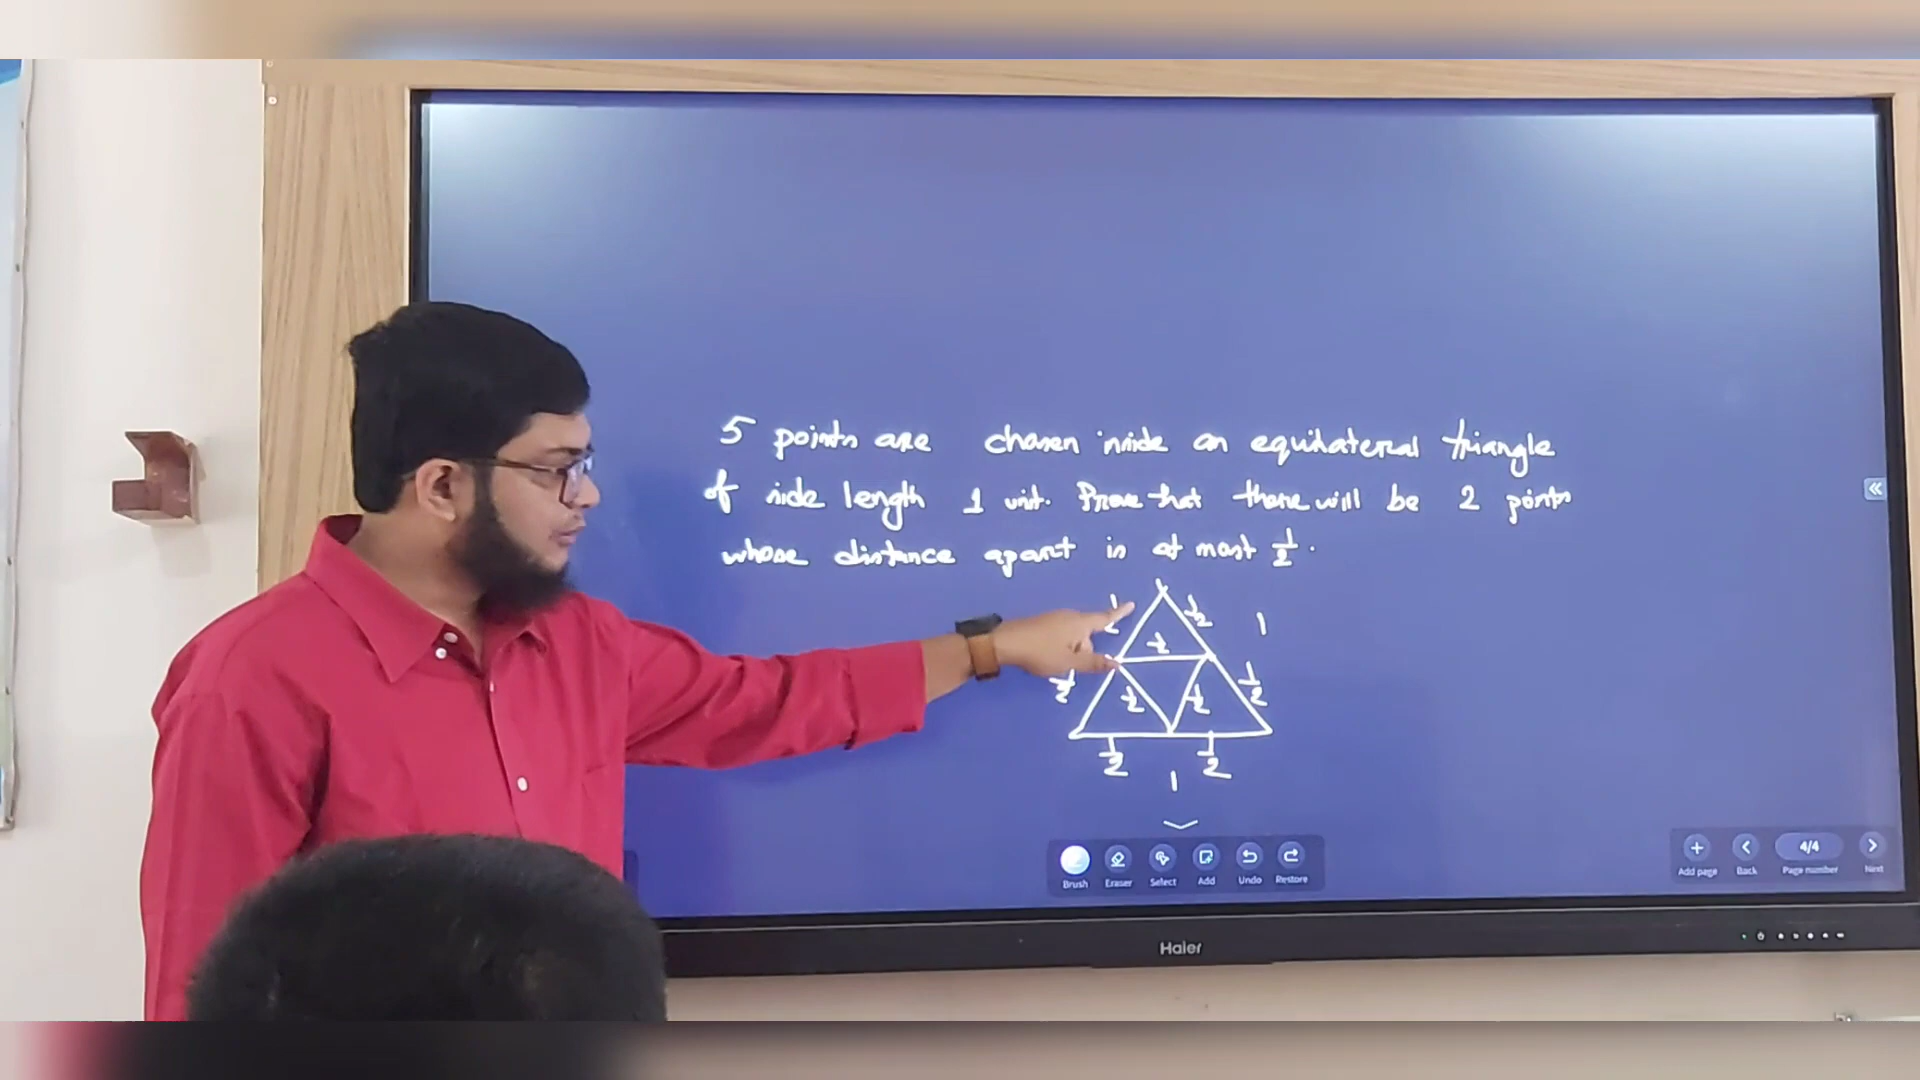 5 points are chosen inside an equilateral triangle
of side length 1 unit. Prove that there will be 2 points
whose distance apart is at most 1/2.
1/2 1/2 1
1/2
1/2 1/2 1/2 1/2
1/2 1/2
1
Brush Eraser Select Add Undo Restore
4/4
Add page Back Page number Next
Haier